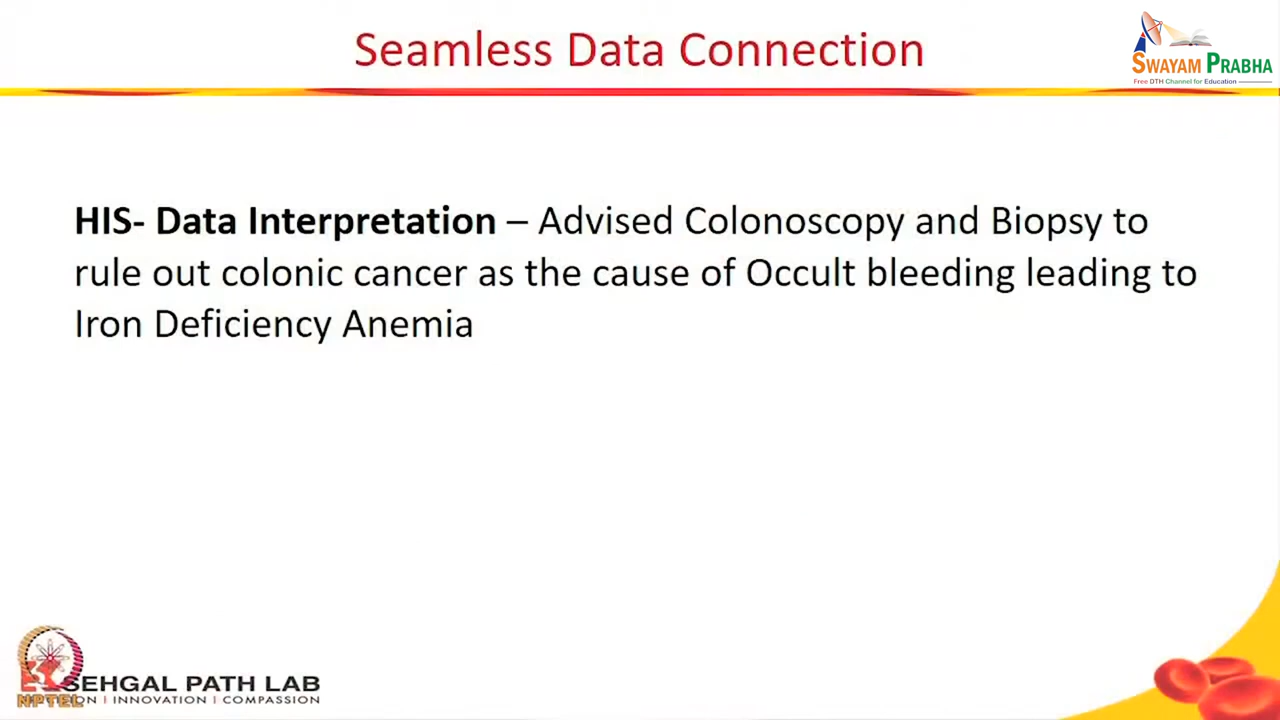 Seamless Data Connection
SWAYAM PRABHA
Free DTH Channel for Education
HIS- Data Interpretation – Advised Colonoscopy and Biopsy to
rule out colonic cancer as the cause of Occult bleeding leading to
Iron Deficiency Anemia
SEHGAL PATH LAB
NPTEL
| INNOVATION | COMPASSION